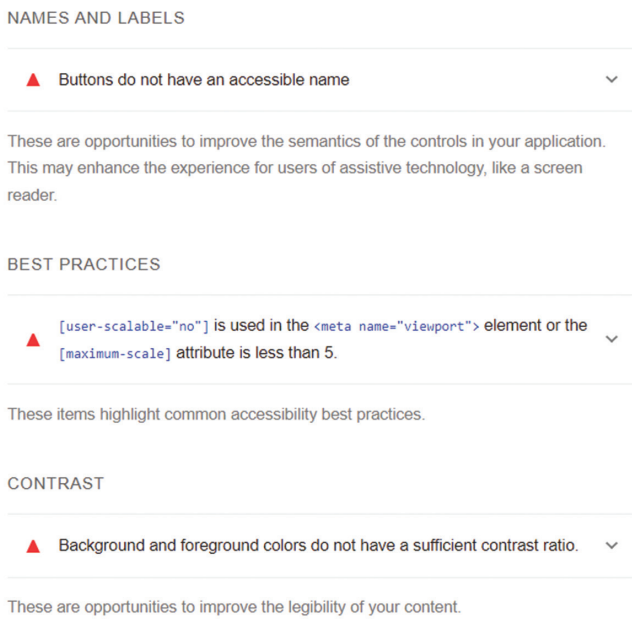 NAMES AND LABELS
Buttons do not have an accessible name
These are opportunities to improve the semantics of the controls in your application.
This may enhance the experience for users of assistive technology, like a screen
reader.
BEST PRACTICES
[user-scalable="no"] is used in the <meta name="viewport"> element or the
[maximum-scale] attribute is less than 5.
These items highlight common accessibility best practices.
CONTRAST
Background and foreground colors do not have a sufficient contrast ratio.
These are opportunities to improve the legibility of your content.